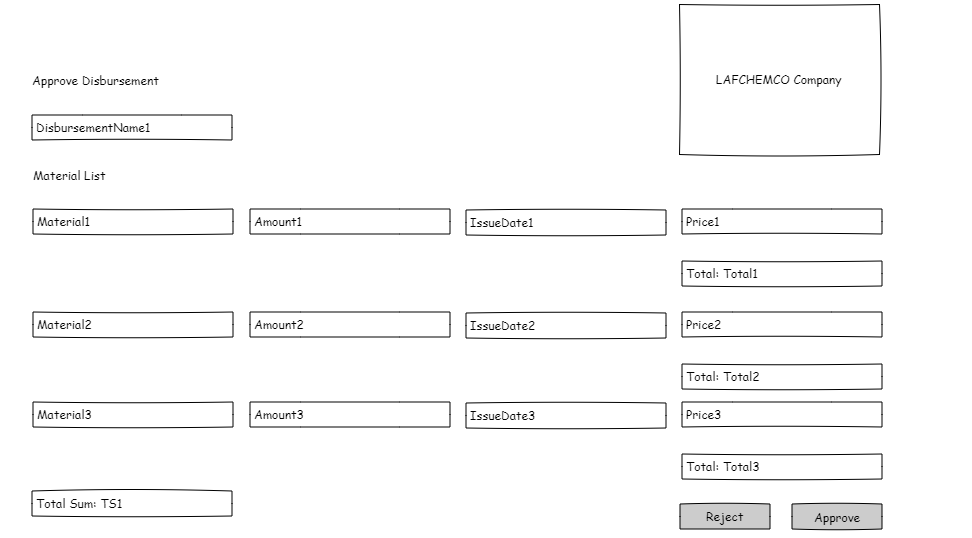 LAFCHEMCO Company
Approve Disbursement
DisbursementName1
Material List
Material1 Amount1 IssueDate1 Price1
Total: Total1
Material2 Amount2 IssueDate2 Price2
Total: Total2
Material3 Amount3 IssueDate3 Price3
Total: Total3
Total Sum: TS1
Reject Approve